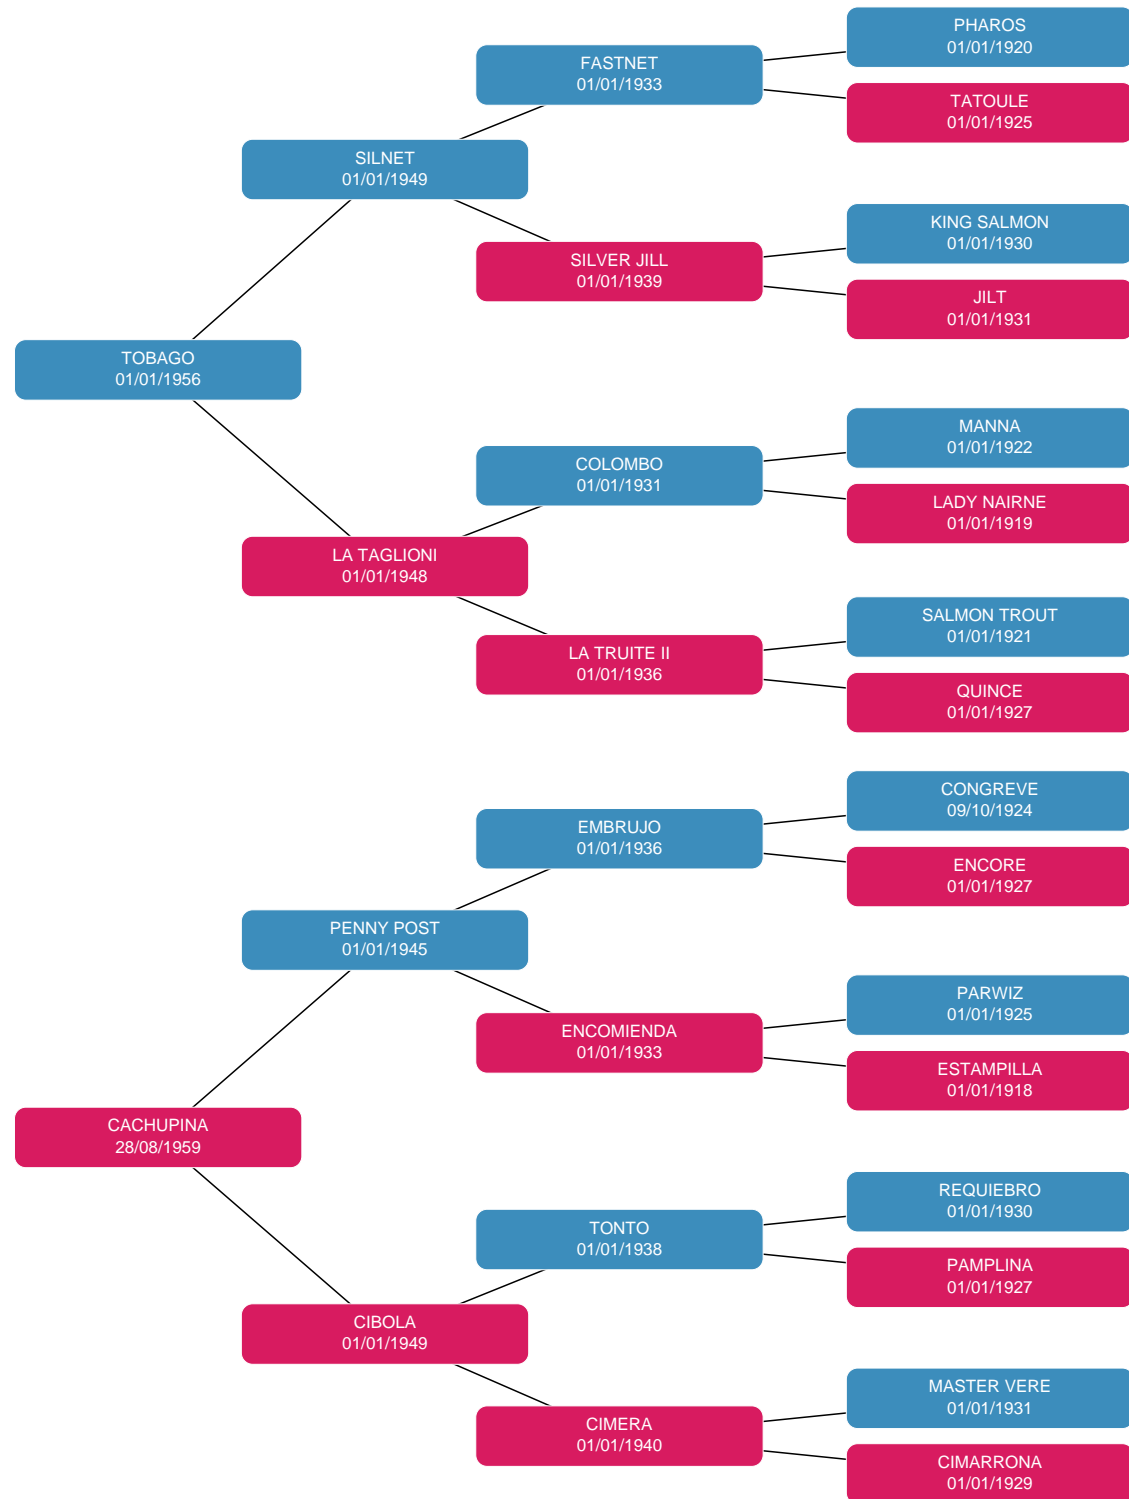 PHAROS
01/01/1920
FASTNET
01/01/1933
TATOULE
01/01/1925
SILNET
01/01/1949
KING SALMON
01/01/1930
SILVER JILL
01/01/1939
JILT
01/01/1931
TOBAGO
01/01/1956
MANNA
01/01/1922
COLOMBO
01/01/1931
LADY NAIRNE
01/01/1919
LA TAGLIONI
01/01/1948
SALMON TROUT
01/01/1921
LA TRUITE II
01/01/1936
QUINCE
01/01/1927
CONGREVE
09/10/1924
EMBRUJO
01/01/1936
ENCORE
01/01/1927
PENNY POST
01/01/1945
PARWIZ
01/01/1925
ENCOMIENDA
01/01/1933
ESTAMPILLA
01/01/1918
CACHUPINA
28/08/1959
REQUIEBRO
01/01/1930
TONTO
01/01/1938
PAMPLINA
01/01/1927
CIBOLA
01/01/1949
MASTER VERE
01/01/1931
CIMERA
01/01/1940
CIMARRONA
01/01/1929